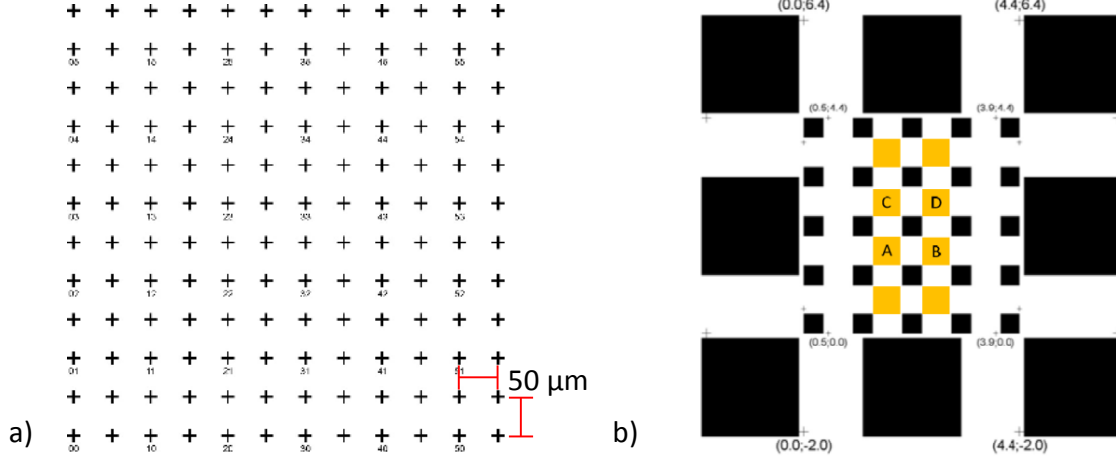 05 15 25 35 45 55
04 14 24 34 44 54
03 13 23 33 43 53
02 12 22 32 42 52
01 11 21 31 41 51
50 µm
00 10 20 30 40 50
a)
(0.0;6.4) (4.4;6.4)
(0.5;4.4) (3.9;4.4)
C D
A B
(0.5;0.0) (3.9;0.0)
(0.0;-2.0) (4.4;-2.0)
b)